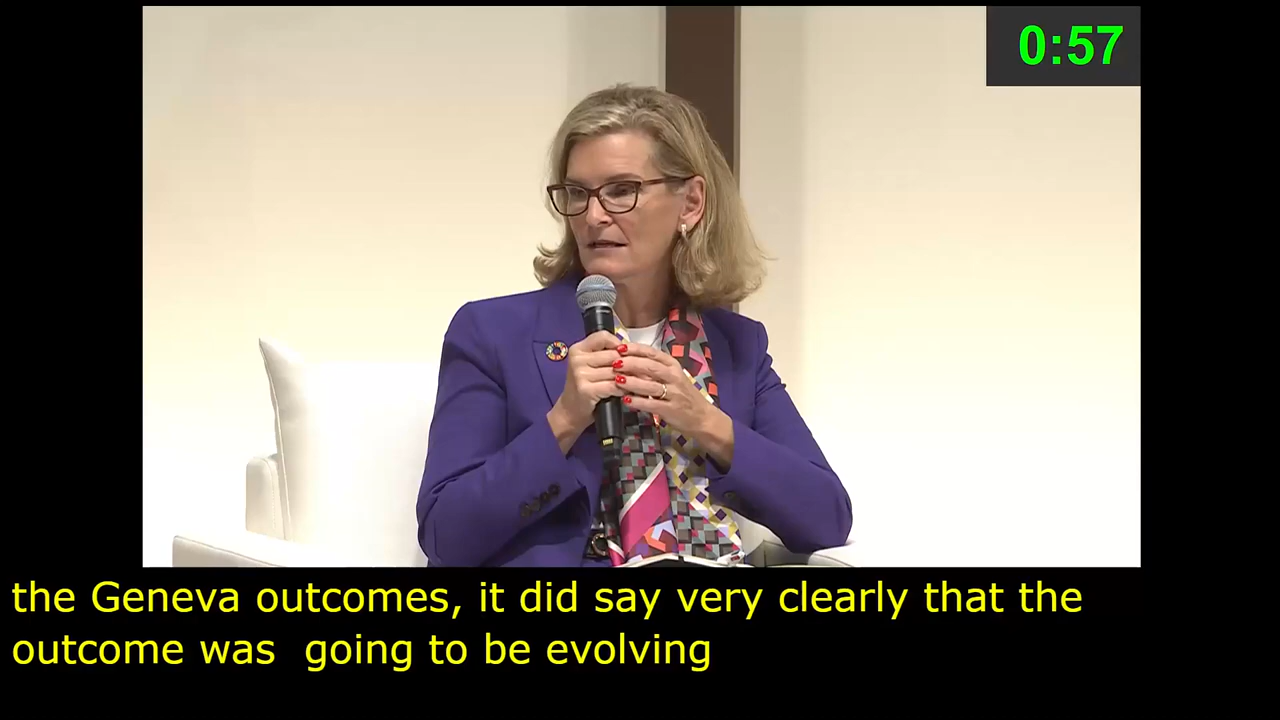 0:57
the Geneva outcomes, it did say very clearly that the
outcome was  going to be evolving